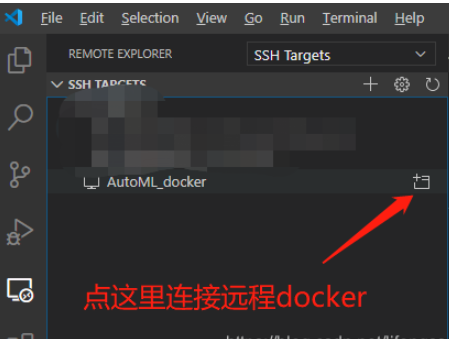 File Edit Selection View Go Run Terminal Help
REMOTE EXPLORER SSH Targets
SSH TARGETS
AutoML_docker
点这里连接远程docker